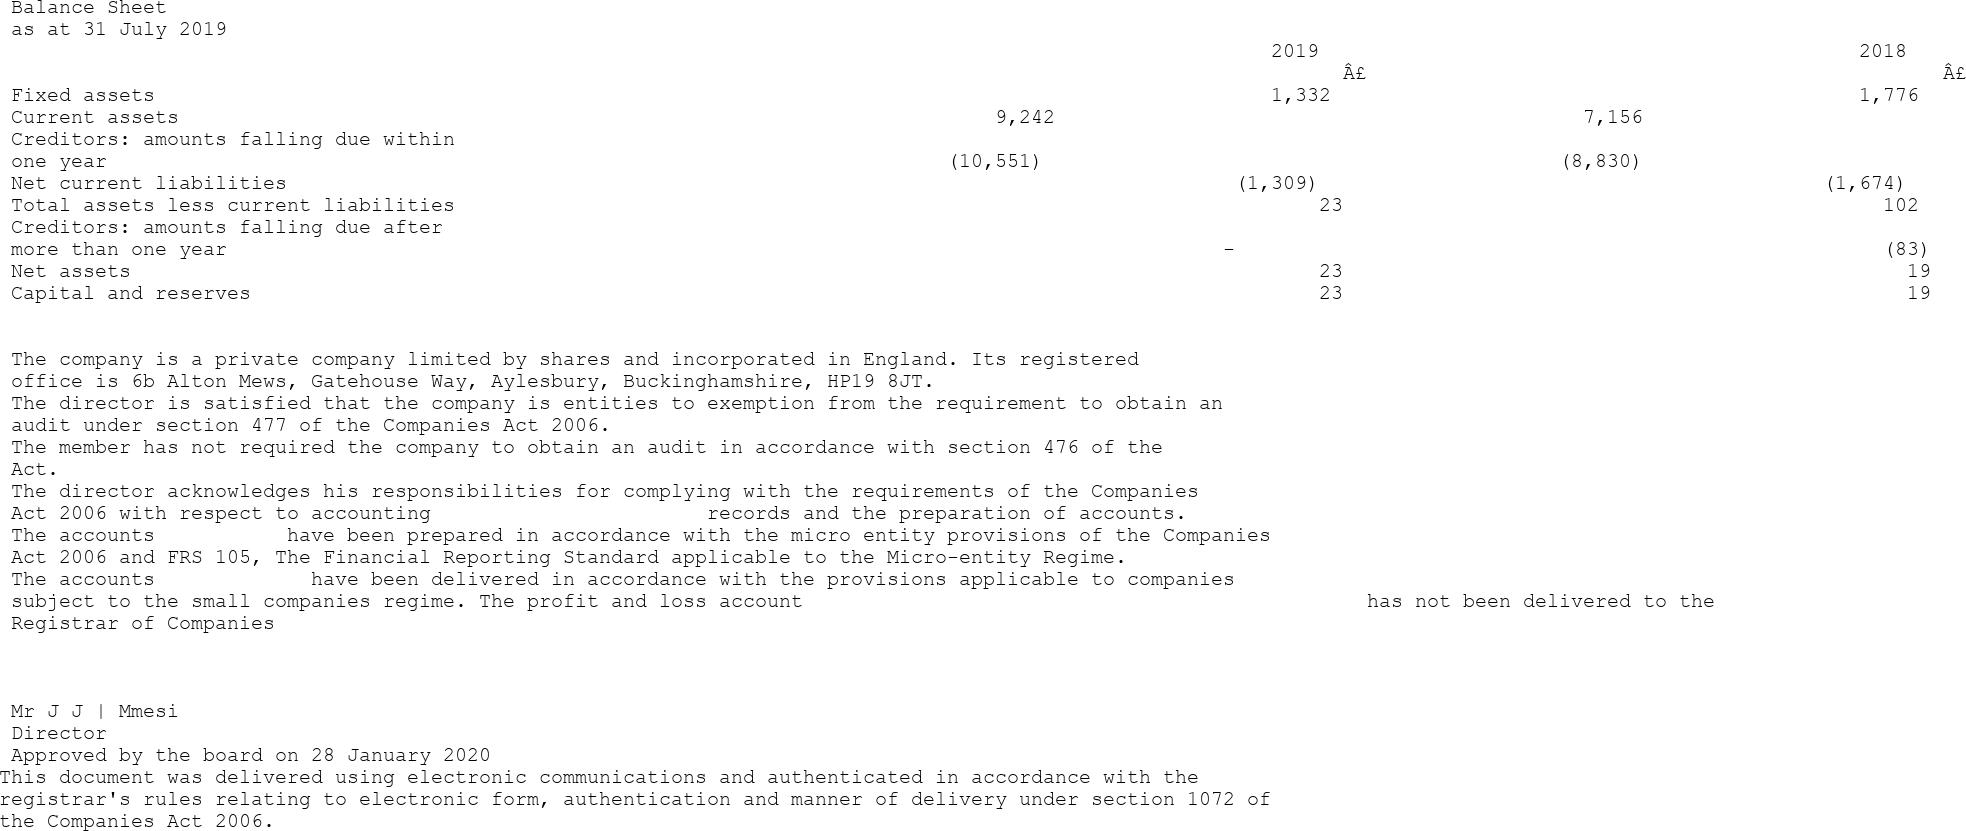 Balance Sheet
as at 31 July 2019
2019 2018
Â£ Â£
Fixed assets 1,332 1,776
Current assets 9,242 7,156
Creditors: amounts falling due within
one year (10,551) (8,830)
Net current liabilities (1,309) (1,674)
Total assets less current liabilities 23 102
Creditors: amounts falling due after
more than one year - (83)
Net assets 23 19
Capital and reserves 23 19
The company is a private company limited by shares and incorporated in England. Its registered
office is 6b Alton Mews, Gatehouse Way, Aylesbury, Buckinghamshire, HP19 8JT.
The director is satisfied that the company is entities to exemption from the requirement to obtain an
audit under section 477 of the Companies Act 2006.
The member has not required the company to obtain an audit in accordance with section 476 of the
Act.
The director acknowledges his responsibilities for complying with the requirements of the Companies
Act 2006 with respect to accounting records and the preparation of accounts.
The accounts have been prepared in accordance with the micro entity provisions of the Companies
Act 2006 and FRS 105, The Financial Reporting Standard applicable to the Micro-entity Regime.
The accounts have been delivered in accordance with the provisions applicable to companies
subject to the small companies regime. The profit and loss account has not been delivered to the
Registrar of Companies
Mr J J | Mmesi
Director
Approved by the board on 28 January 2020
This document was delivered using electronic communications and authenticated in accordance with the
registrar's rules relating to electronic form, authentication and manner of delivery under section 1072 of
the Companies Act 2006.